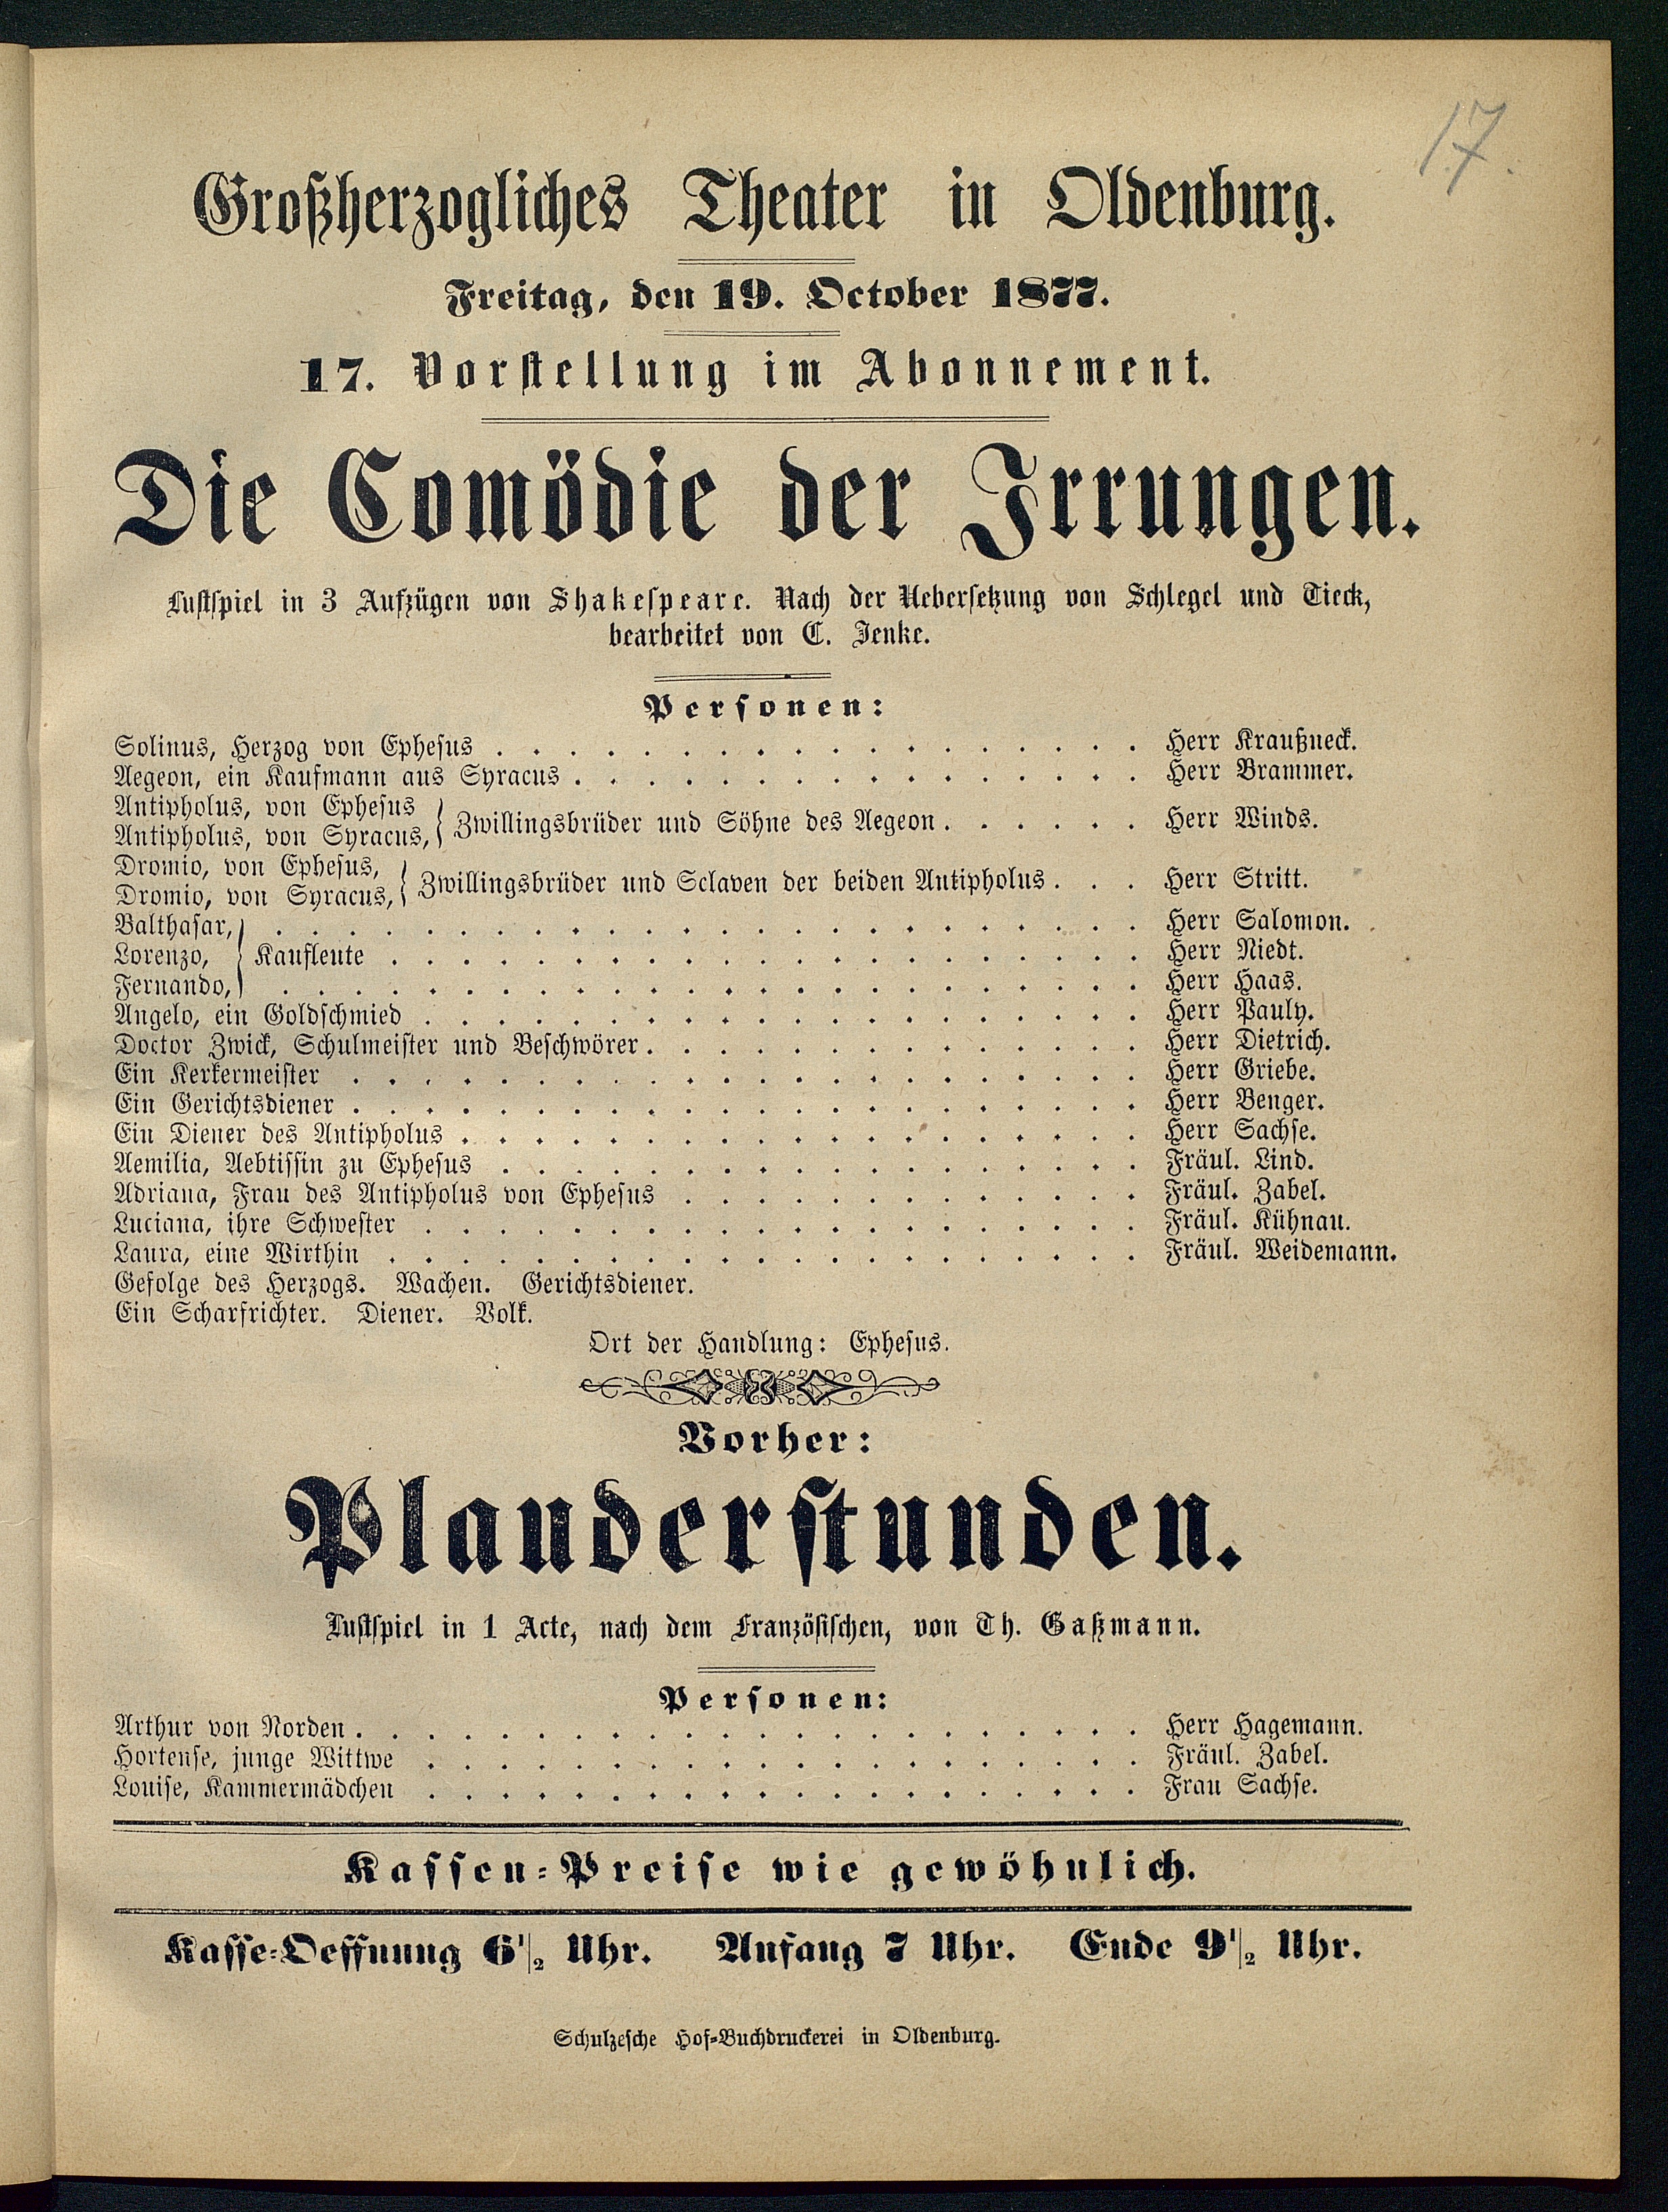 17.
Großherzogliches Theater in Oldenburg.
Freitag, den 19. October 1877.
17. Vorstellung im Abonnement.
Die Comödie der Irrungen.
Lustspiel in 3 Aufzügen von Shakespeare. Nach der Uebersetzung von Schlegel und Tieck,
bearbeitet von C. Jenke.
Personen:
Solinus, Herzog von Ephesus . . . . . . . . . . . . . . . . . . Herr Kraußneck.
Aegeon, ein Kaufmann aus Syracus . . . . . . . . . . . . . . . . Herr Brammer.
Antipholus, von Ephesus
Antipholus, von Syracus, } Zwillingsbrüder und Söhne des Aegeon . . . . . . Herr Winds.
Dromio, von Ephesus,
Dromio, von Syracus, } Zwillingsbrüder und Sclaven der beiden Antipholus . . . Herr Stritt.
Balthasar, . . . . . . . . . . . . . . . . . . . . . . . . Herr Salomon.
Lorenzo, } Kaufleute . . . . . . . . . . . . . . . . . . . . . Herr Niedt.
Fernando, . . . . . . . . . . . . . . . . . . . . . . . . Herr Haas.
Angelo, ein Goldschmied . . . . . . . . . . . . . . . . . . . . Herr Pauly.
Doctor Zwick, Schulmeister und Beschwörer . . . . . . . . . . . . . . Herr Dietrich.
Ein Kerkermeister . . . . . . . . . . . . . . . . . . . . . . Herr Griebe.
Ein Gerichtsdiener . . . . . . . . . . . . . . . . . . . . . . Herr Benger.
Ein Diener des Antipholus . . . . . . . . . . . . . . . . . . . Herr Sachse.
Aemilia, Aebtissin zu Ephesus . . . . . . . . . . . . . . . . . . Fräul. Lind.
Adriana, Frau des Antipholus von Ephesus . . . . . . . . . . . . . Fräul. Zabel.
Luciana, ihre Schwester . . . . . . . . . . . . . . . . . . . . Fräul. Kühnau.
Laura, eine Wirthin . . . . . . . . . . . . . . . . . . . . . Fräul. Weidemann.
Gefolge des Herzogs. Wachen. Gerichtsdiener.
Ein Scharfrichter. Diener. Volk.
Ort der Handlung: Ephesus.
Vorher:
Plauderstunden.
Lustspiel in 1 Acte, nach dem Französischen, von Th. Gaßmann.
Personen:
Arthur von Norden . . . . . . . . . . . . . . . . . . . . . . Herr Hagemann.
Hortense, junge Wittwe . . . . . . . . . . . . . . . . . . . . Fräul. Zabel.
Louise, Kammermädchen . . . . . . . . . . . . . . . . . . . . Frau Sachse.
Kassen-Preise wie gewöhnlich.
Kasse-Oeffnung 6 1/2 Uhr. Anfang 7 Uhr. Ende 9 1/2 Uhr.
Schulzesche Hof-Buchdruckerei in Oldenburg.